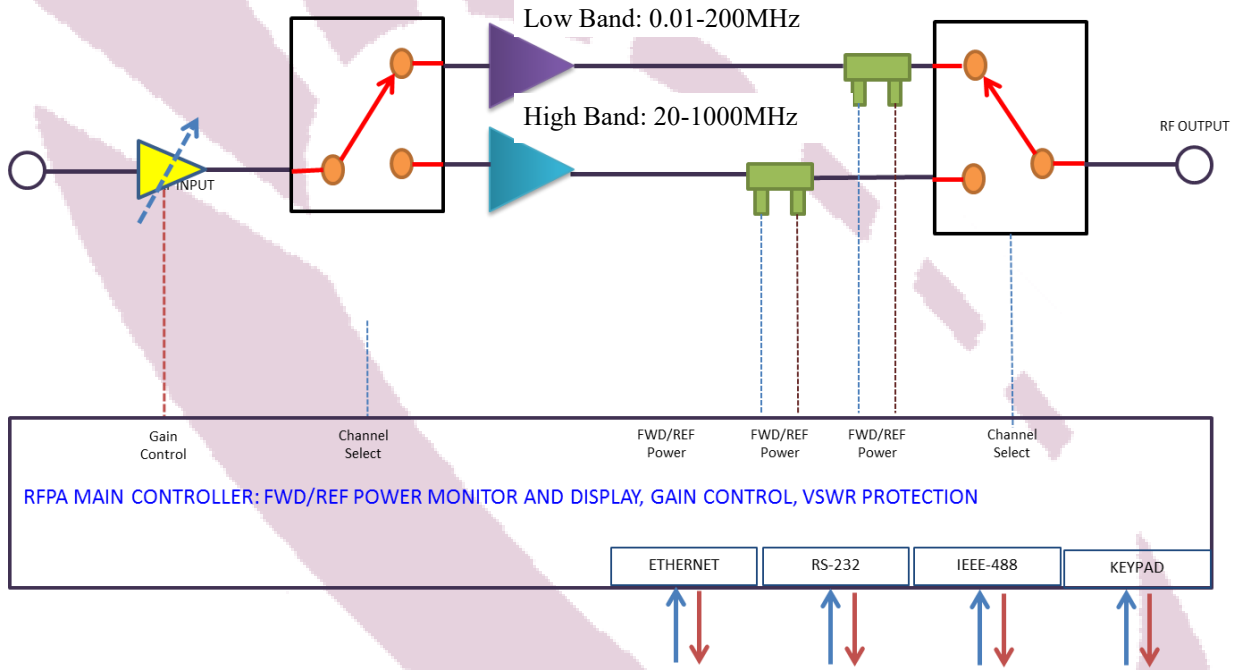 Low Band: 0.01-200MHz
High Band: 20-1000MHz
RF OUTPUT
INPUT
Gain
Control
Channel
Select
FWD/REF
Power
FWD/REF
Power
FWD/REF
Power
Channel
Select
RFPA MAIN CONTROLLER: FWD/REF POWER MONITOR AND DISPLAY, GAIN CONTROL, VSWR PROTECTION
ETHERNET
RS-232
IEEE-488
KEYPAD